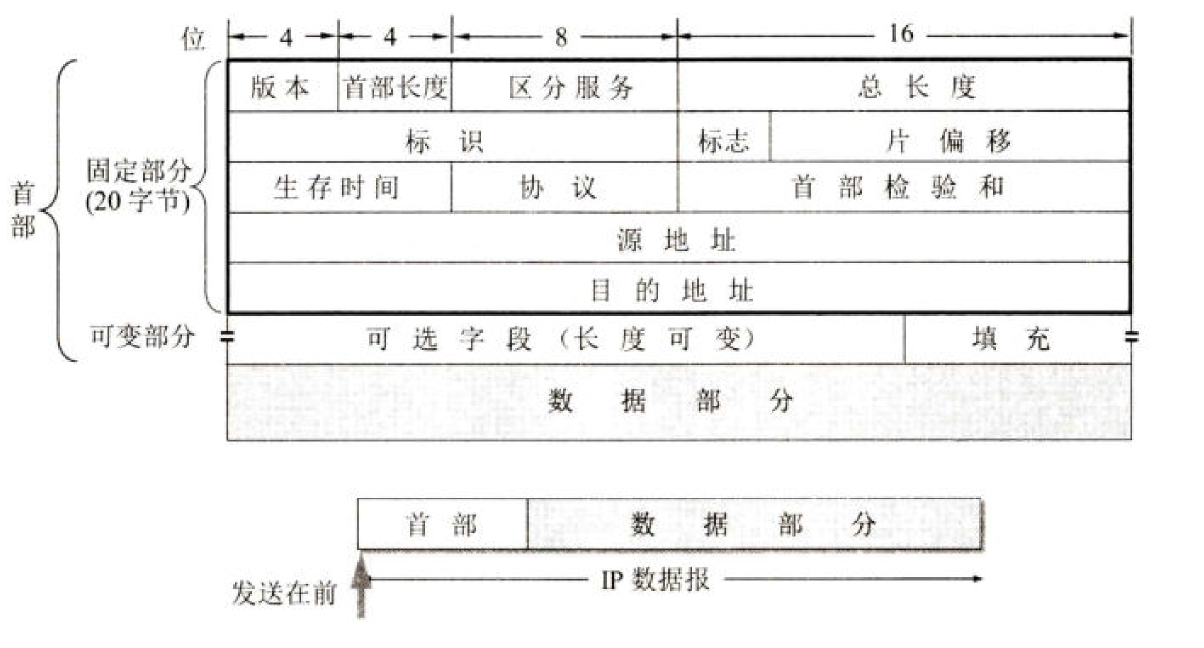 位 4 4 8 16
版本 首部长度 区分服务 总长度
标识 标志 片偏移
固定部分
(20 字节)
生存时间 协议 首部检验和
首部
源地址
目的地址
可变部分 可选字段(长度可变) 填充
数据部分
首部 数据部分
IP 数据报
发送在前